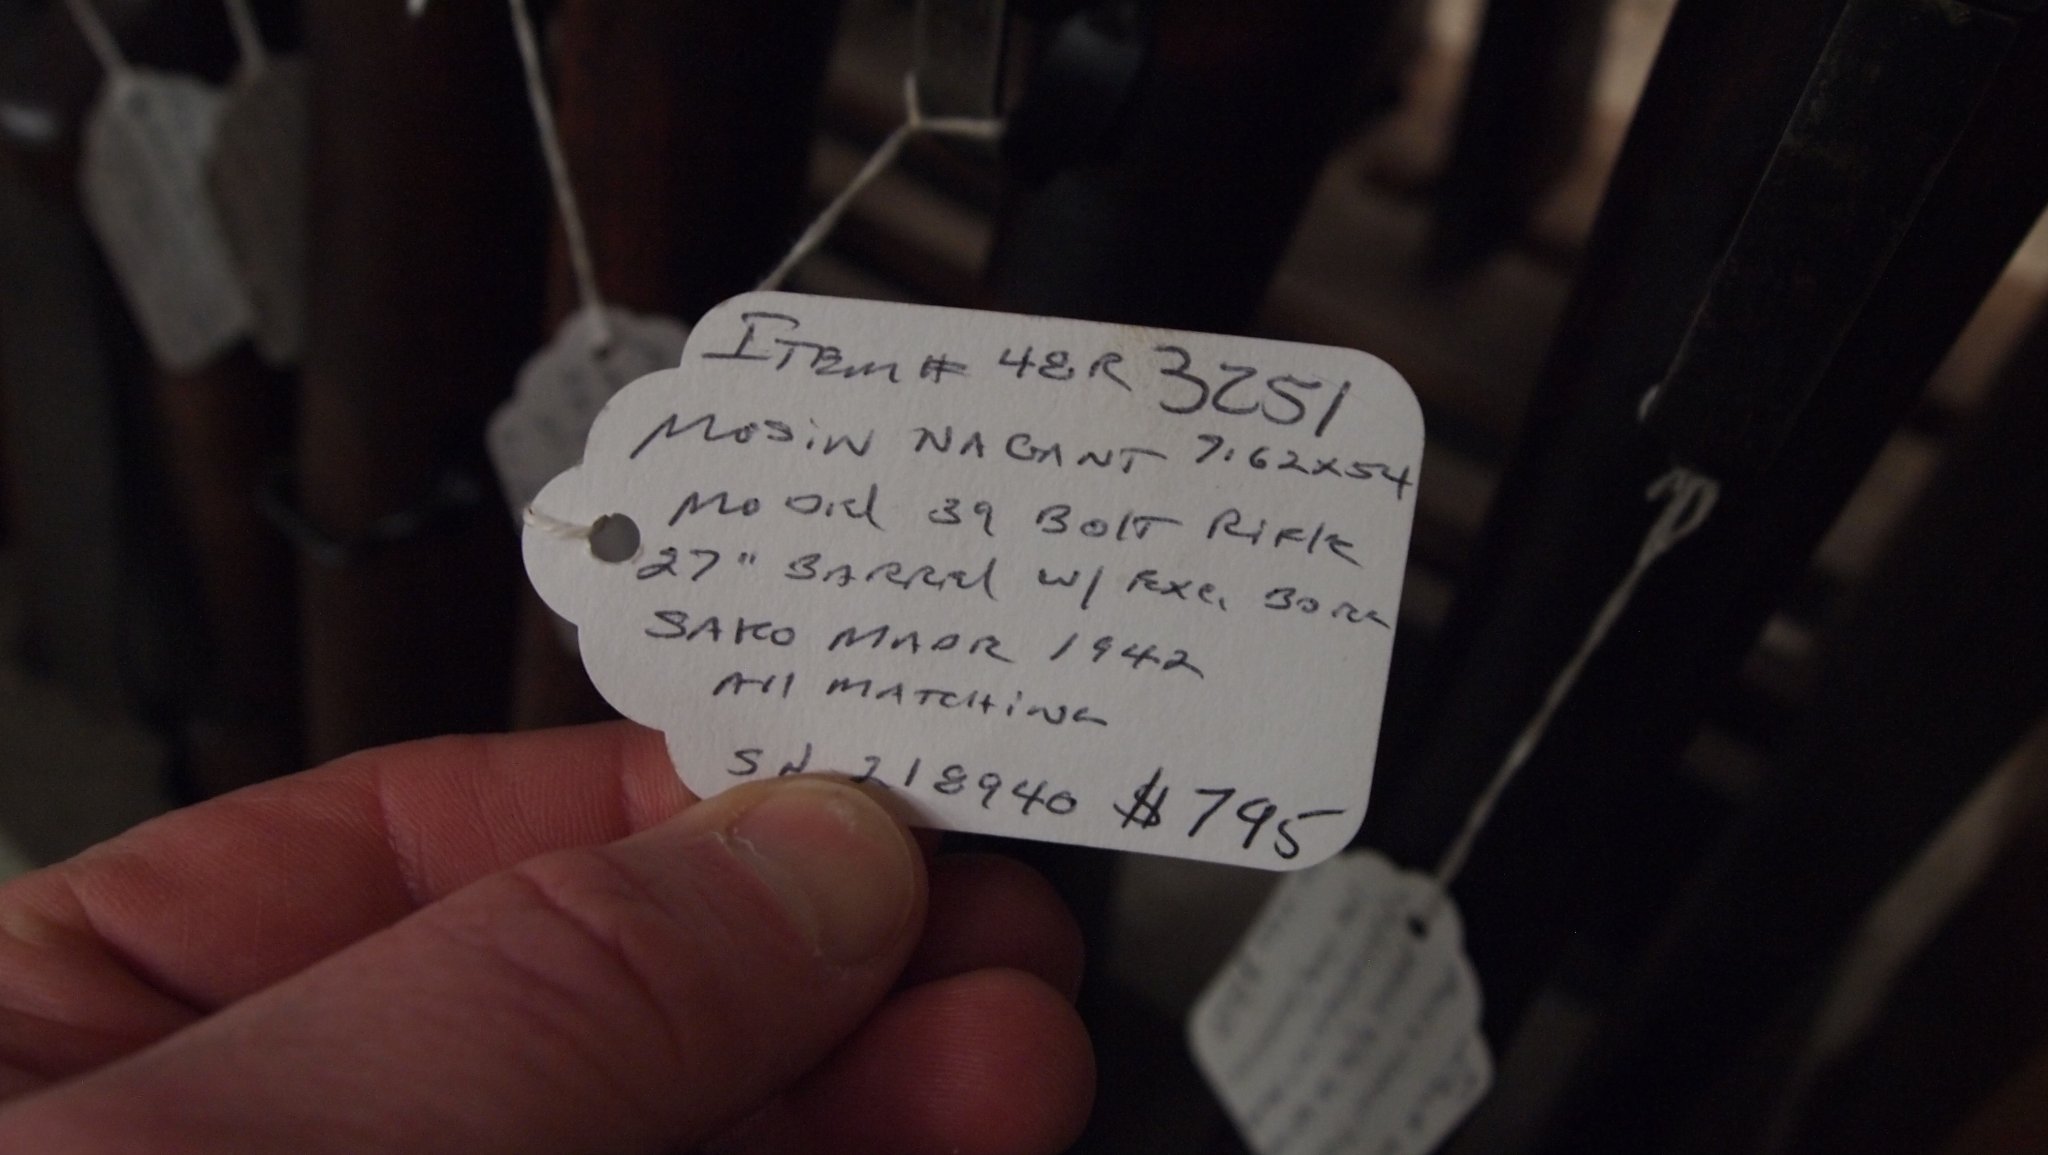 ITEM# 48R 3251
MOSIN NAGANT 7.62x54
MODEl 39 BOlT RiFlE
27" BARREl w/ EXC. BORE
SAKO MADE 1942
All MATCHiNG
SN 218940 $795